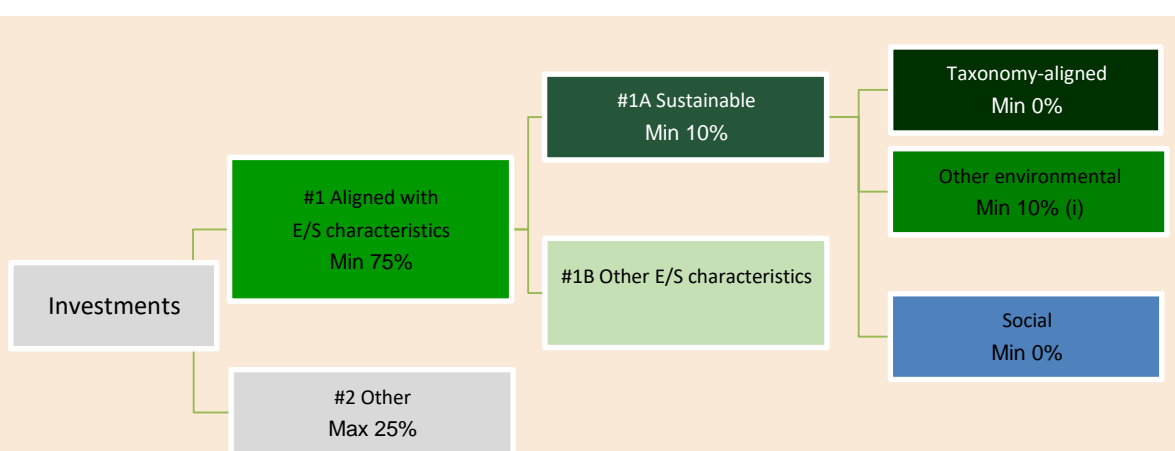 Investments
#1 Aligned with
E/S characteristics
Min 75%
#2 Other
Max 25%
#1A Sustainable
Min 10%
#1B Other E/S characteristics
Taxonomy-aligned
Min 0%
Other environmental
Min 10% (i)
Social
Min 0%